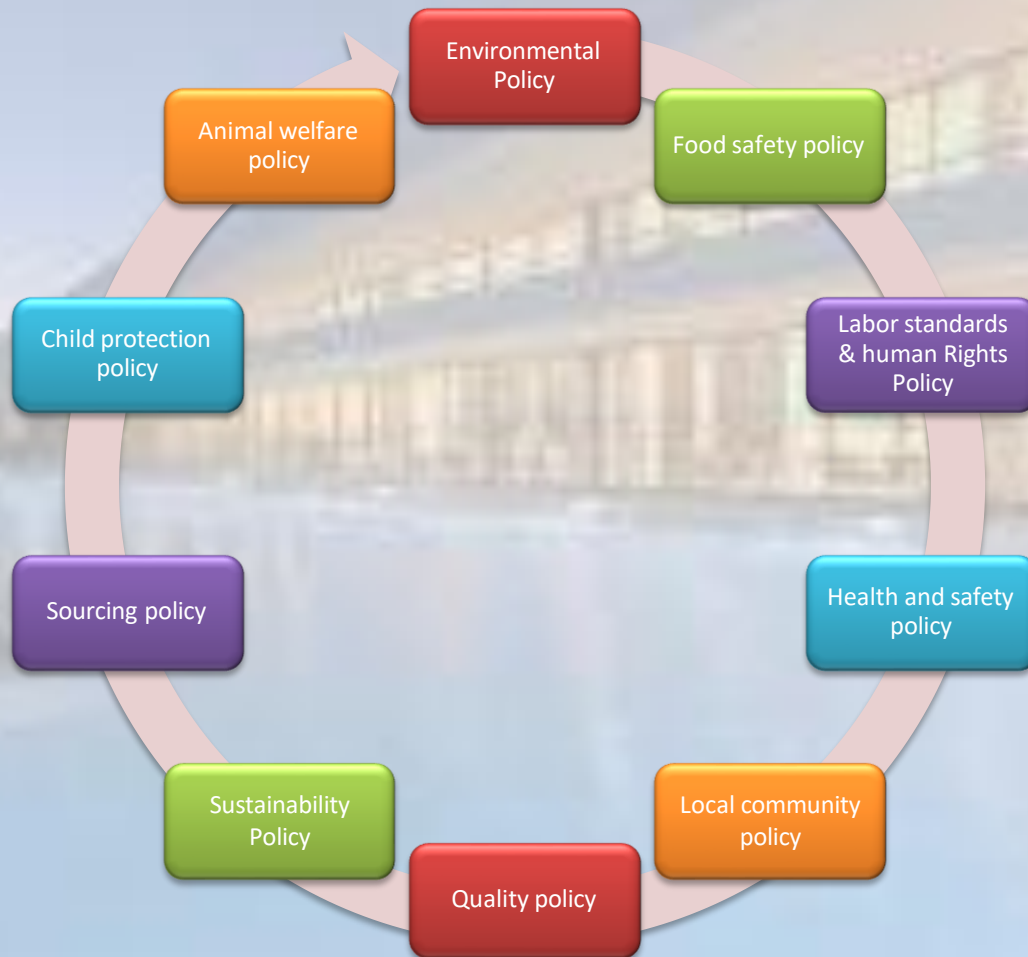 Environmental
Policy
Food safety policy
Labor standards
& human Rights
Policy
Health and safety
policy
Local community
policy
Quality policy
Sustainability
Policy
Sourcing policy
Child protection
policy
Animal welfare
policy